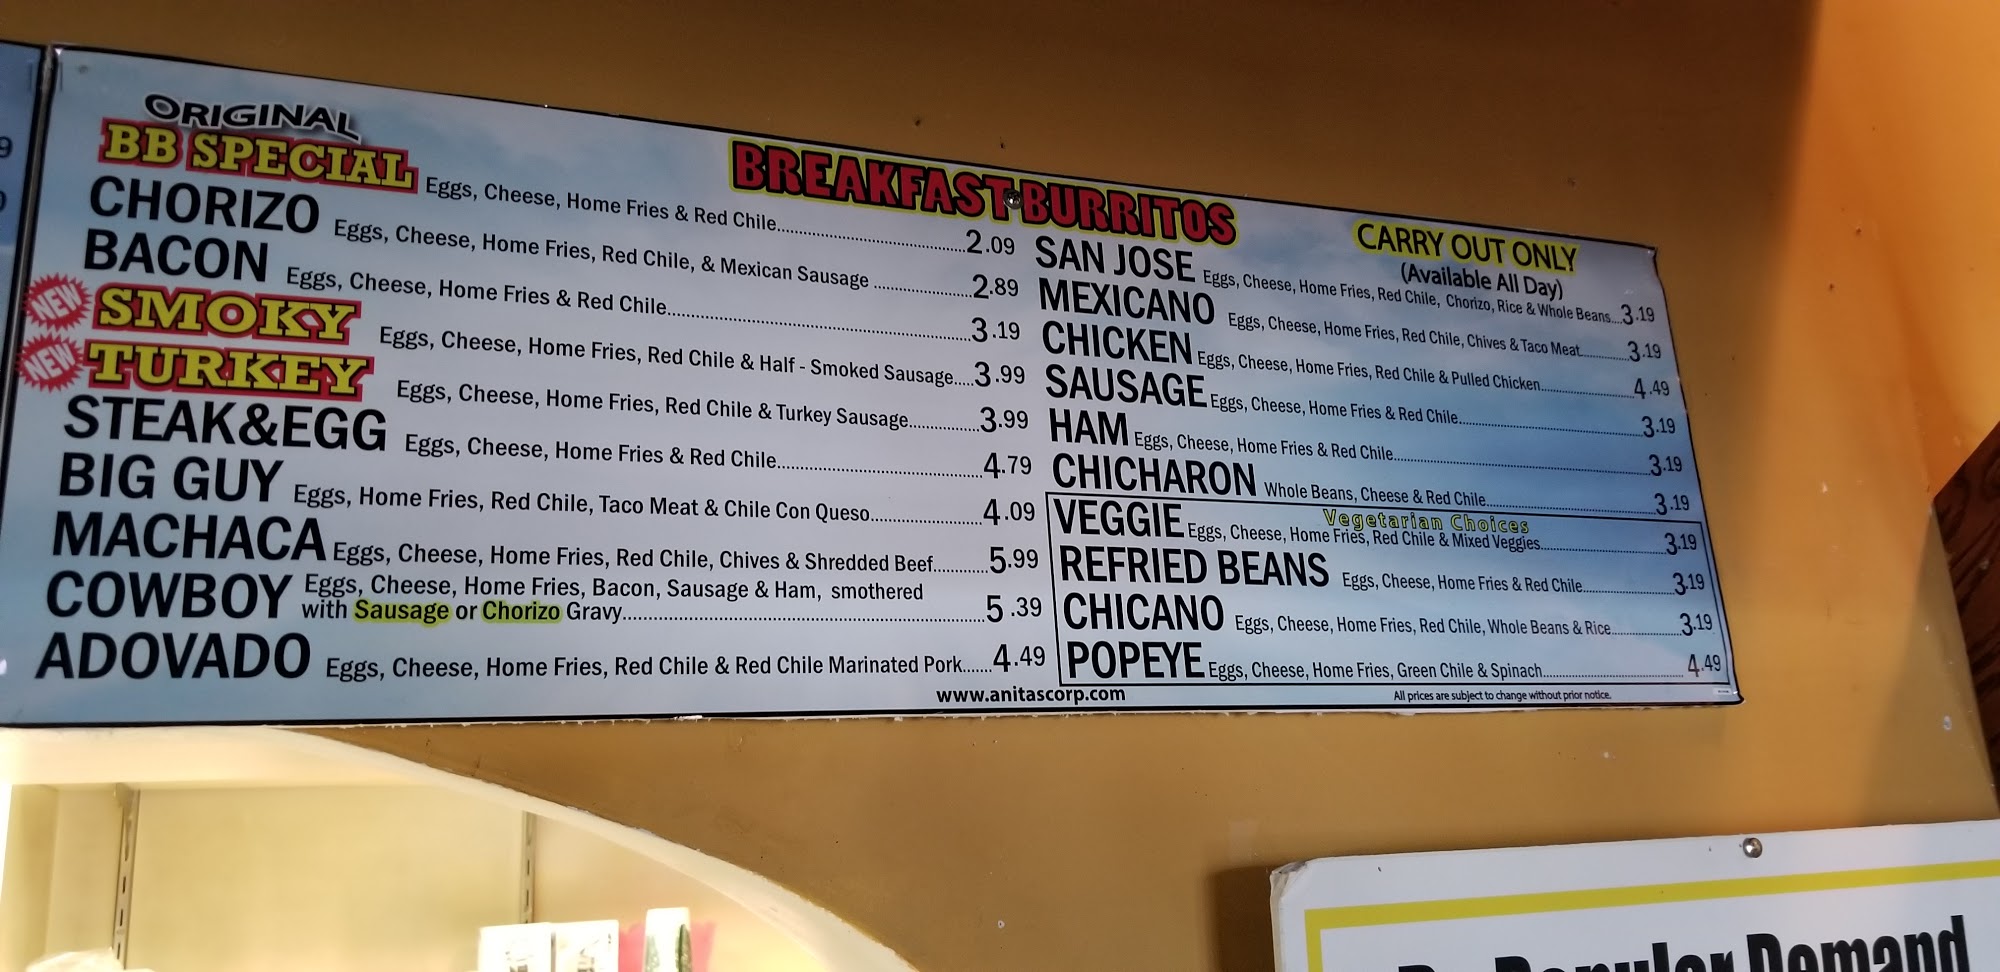 ORIGINAL
BB SPECIAL Eggs, Cheese, Home Fries & Red Chile 2.09
CHORIZO Eggs, Cheese, Home Fries, Red Chile, & Mexican Sausage 2.89
BACON Eggs, Cheese, Home Fries & Red Chile 3.19
NEW SMOKY Eggs, Cheese, Home Fries, Red Chile & Half - Smoked Sausage 3.99
NEW TURKEY Eggs, Cheese, Home Fries, Red Chile & Turkey Sausage 3.99
STEAK&EGG Eggs, Cheese, Home Fries & Red Chile 4.79
BIG GUY Eggs, Home Fries, Red Chile, Taco Meat & Chile Con Queso 4.09
MACHACA Eggs, Cheese, Home Fries, Red Chile, Chives & Shredded Beef 5.99
COWBOY Eggs, Cheese, Home Fries, Bacon, Sausage & Ham, smothered
with Sausage or Chorizo Gravy 5.39
ADOVADO Eggs, Cheese, Home Fries, Red Chile & Red Chile Marinated Pork 4.49
BREAKFAST BURRITOS
CARRY OUT ONLY
(Available All Day)
SAN JOSE Eggs, Cheese, Home Fries, Red Chile, Chorizo, Rice & Whole Beans 3.19
MEXICANO Eggs, Cheese, Home Fries, Red Chile, Chives & Taco Meat 3.19
CHICKEN Eggs, Cheese, Home Fries, Red Chile & Pulled Chicken 4.49
SAUSAGE Eggs, Cheese, Home Fries & Red Chile 3.19
HAM Eggs, Cheese, Home Fries & Red Chile 3.19
CHICHARON Whole Beans, Cheese & Red Chile 3.19
Vegetarian Choices
VEGGIE Eggs, Cheese, Home Fries, Red Chile & Mixed Veggies 3.19
REFRIED BEANS Eggs, Cheese, Home Fries & Red Chile 3.19
CHICANO Eggs, Cheese, Home Fries, Red Chile, Whole Beans & Rice 3.19
POPEYE Eggs, Cheese, Home Fries, Green Chile & Spinach 4.49
www.anitascorp.com
All prices are subject to change without prior notice.
Popular Demand